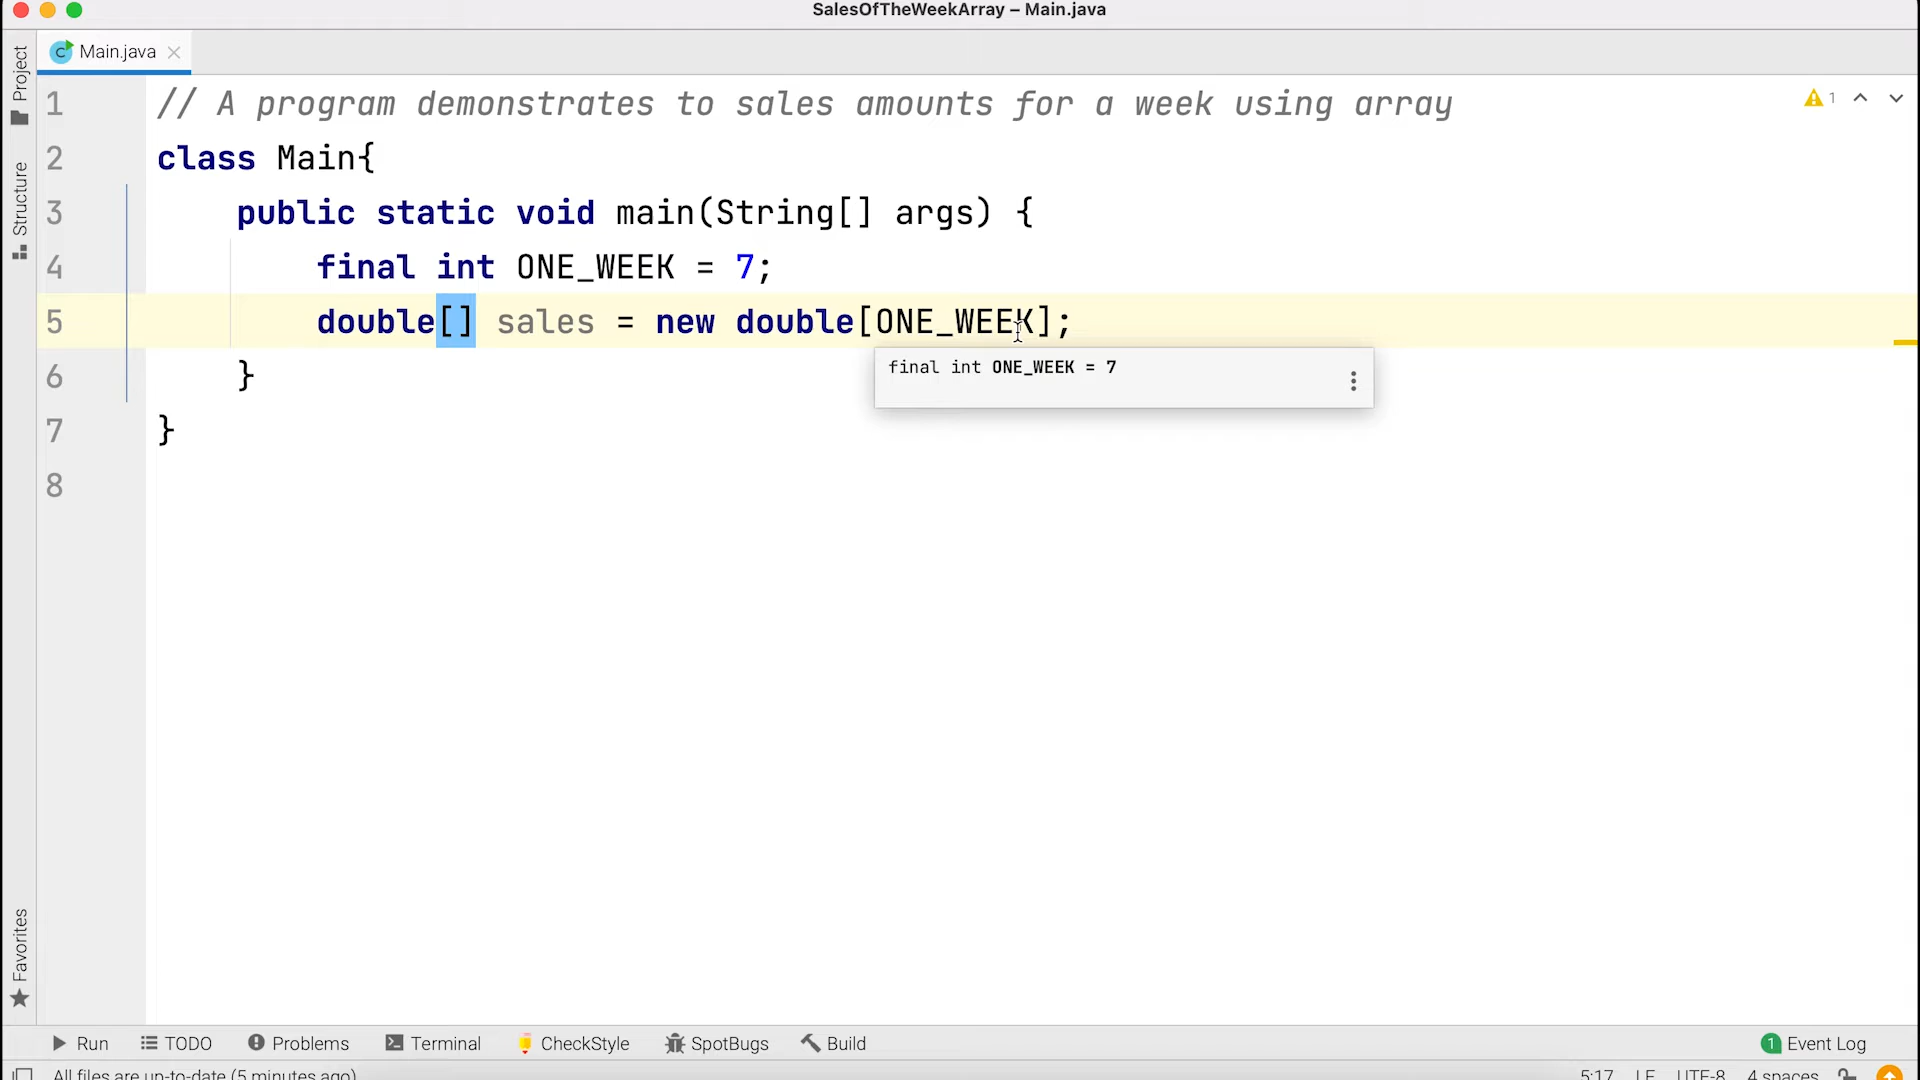 SalesOfTheWeekArray – Main.java
Project
Main.java
1 // A program demonstrates to sales amounts for a week using array
1
2 class Main{
3 public static void main(String[] args) {
4 final int ONE_WEEK = 7;
5 double[] sales = new double[ONE_WEEK];
final int ONE_WEEK = 7
6 }
7 }
8
Structure
Favorites
Run TODO Problems Terminal CheckStyle SpotBugs Build 1 Event Log
All files are up-to-date (5 minutes ago) 5:17 LF UTF-8 4 spaces